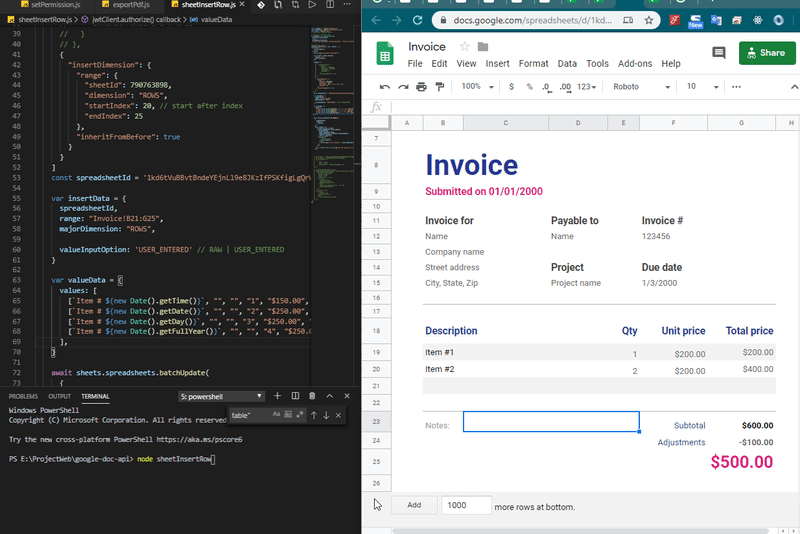 setPermission.js exportPdf.js sheetInsertRow.js
sheetInsertRow.js > jwtClient.authorize() callback > valueData
39 // }
40 // },
41 {
42 "insertDimension": {
43 "range": {
44 "sheetId": 790763898,
45 "dimension": "ROWS",
46 "startIndex": 20, // start after index
47 "endIndex": 25
48 },
49 "inheritFromBefore": true
50 }
51 }
52 ]
53 const spreadsheetId =
54
55 var insertData = {
56 spreadsheetId,
57 range: "Invoice!B21:G25",
58 majorDimension: "ROWS",
59
60 valueInputOption: 'USER_ENTERED' // RAW | USER_ENTERED
61 }
62
63 var valueData = {
64 values: [
65 [`Item # ${new Date().getTime()}`, "", "", "1", "$150.00",
66 [`Item # ${new Date().getDate()}`, "", "", "2", "$250.00",
67 [`Item # ${new Date().getDay()}`, "", "", "3", "$250.00",
68 [`Item # ${new Date().getFullYear()}`, "", "", "4", "$250.0
69 ],
70 }
71
72 await sheets.spreadsheets.batchUpdate(
73 {
PROBLEMS OUTPUT TERMINAL 5: powershell
table" Aa
Windows PowerShell
Copyright (C) Microsoft Corporation. All rights reserved
Try the new cross-platform PowerShell https://aka.ms/pscore6
PS E:\ProjectWeb\google-doc-api> node sheetInsertRow
docs.google.com/spreadsheets/d/1kd... New
Invoice
Share
File Edit View Insert Format Data Tools Add-ons Help
100% $ % .0 .00 123 Roboto 10
fx
A B C D E F G H
7
8 Invoice
9 Submitted on 01/01/2000
10
11 Invoice for Payable to Invoice #
12 Name Name 123456
13 Company name
14 Street address Project Due date
15 City, State, Zip Project name 1/3/2000
16
17
18 Description Qty Unit price Total price
19 Item #1 1 $200.00 $200.00
20 Item #2 2 $200.00 $400.00
21
22
23 Notes: Subtotal $600.00
24 Adjustments -$100.00
25 $500.00
26
Add 1000 more rows at bottom.